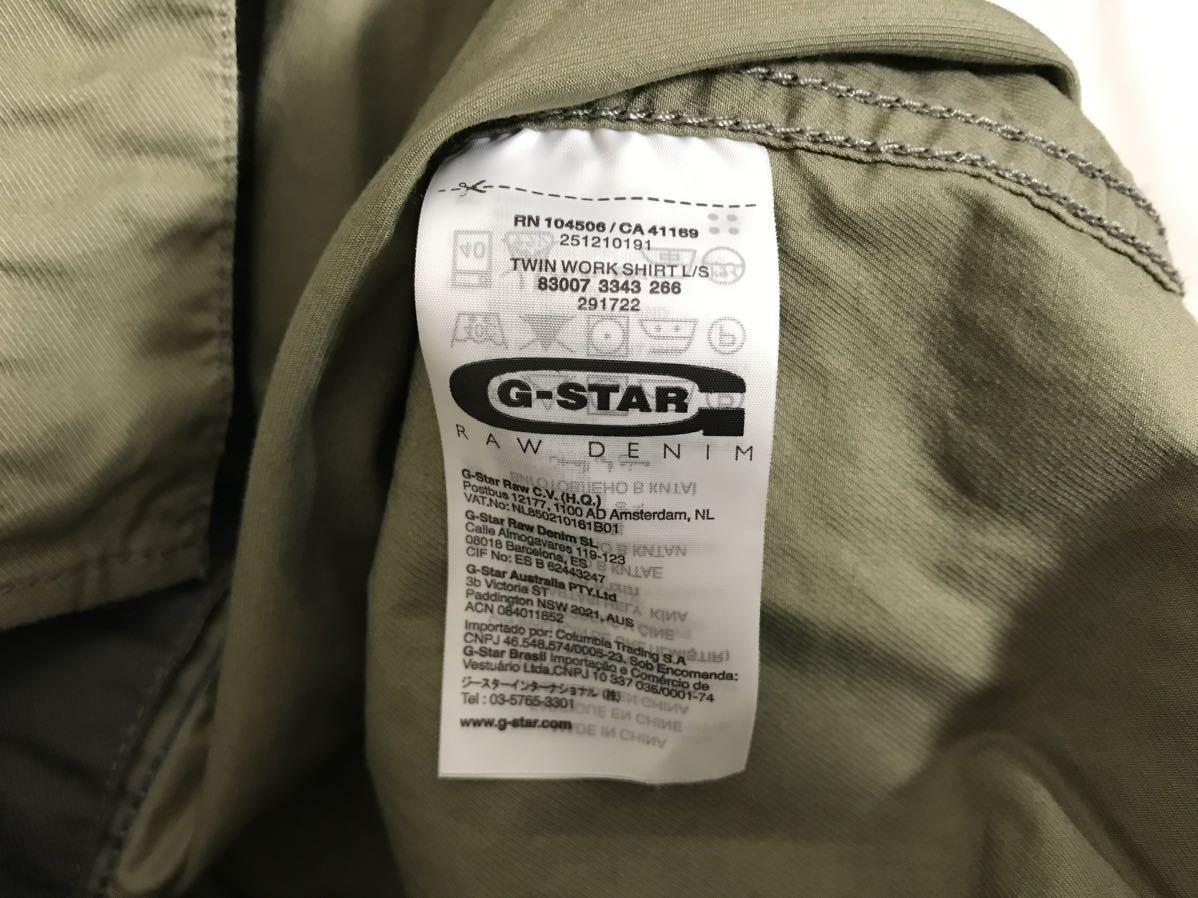 RN 104506 / CA 41169
251210191
TWIN WORK SHIRT L/S
83007 3343 266
291722
G-STAR
RAW DENIM
G-Star Raw C.V. (H.Q.)
Postbus 12177, 1100 AD Amsterdam, NL
VAT.No: NL850210161B01
G-Star Raw Denim SL
Calle Almogavares 119-123
08018 Barcelona, ES
CIF No: ES B 62443247
G-Star Australia PTY.Ltd
3b Victoria ST
Paddington NSW 2021, AUS
ACN 084011852
Importado por: Columbia Trading S.A
CNPJ 46.548.574/0005-23. Sob Encomenda:
G-Star Brasil Importação e Comércio de
Vestuário Ltda.CNPJ 10 337 035/0001-74
ジースターインターナショナル (株)
Tel : 03-5765-3301
www.g-star.com